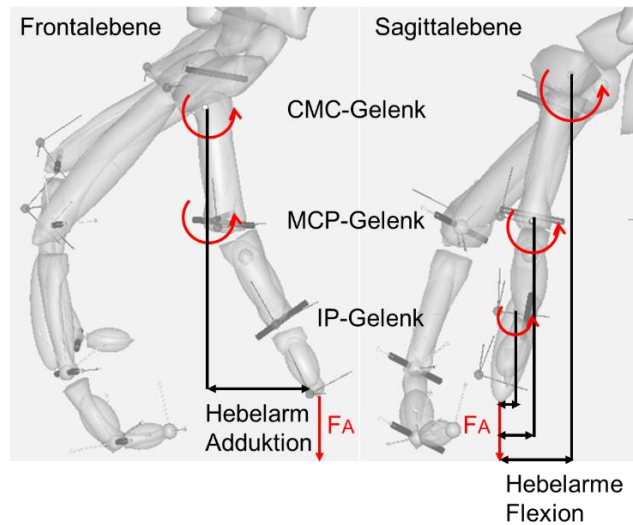 Frontalebene
Sagittalebene
CMC-Gelenk
MCP-Gelenk
IP-Gelenk
Hebelarm
Adduktion
FA
FA
Hebelarme
Flexion